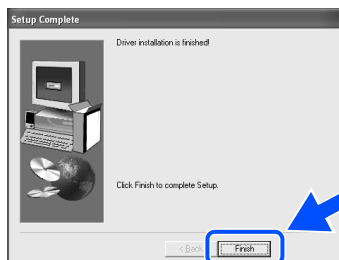 Setup Complete
Driver installation is finished!
Click Finish to complete Setup.
< Back
Finish